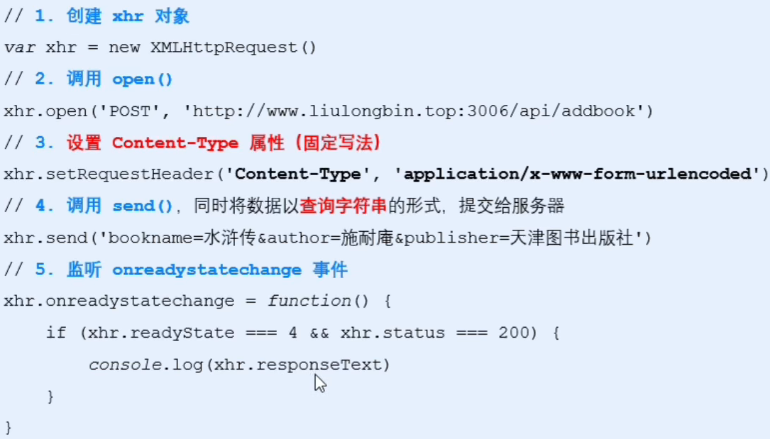 // 1. 创建 xhr 对象
var xhr = new XMLHttpRequest()
// 2. 调用 open()
xhr.open('POST', 'http://www.liulongbin.top:3006/api/addbook')
// 3. 设置 Content-Type 属性（固定写法）
xhr.setRequestHeader('Content-Type', 'application/x-www-form-urlencoded')
// 4. 调用 send()，同时将数据以查询字符串的形式，提交给服务器
xhr.send('bookname=水浒传&author=施耐庵&publisher=天津图书出版社')
// 5. 监听 onreadystatechange 事件
xhr.onreadystatechange = function() {
    if (xhr.readyState === 4 && xhr.status === 200) {
        console.log(xhr.responseText)
    }
}